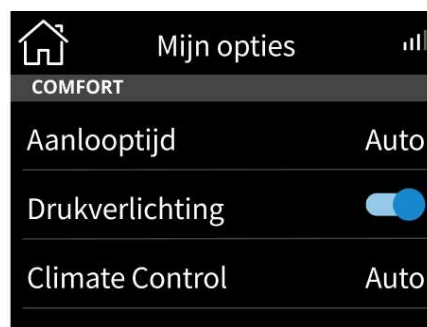 Mijn opties
COMFORT
Aanlooptijd Auto
Drukverlichting
Climate Control Auto